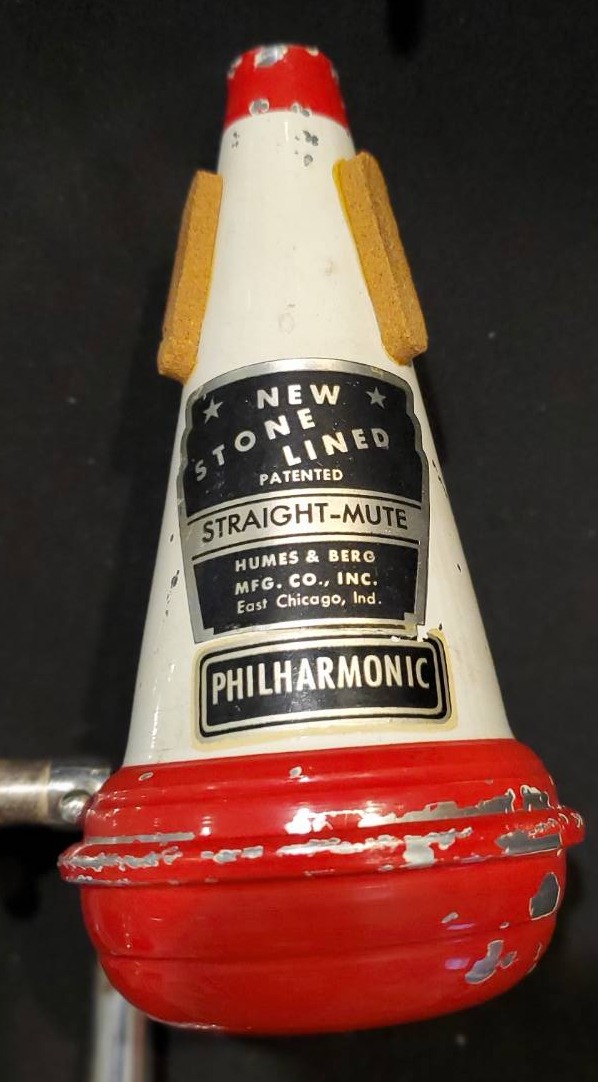 NEW
STONE
LINED
PATENTED
STRAIGHT-MUTE
HUMES & BERG
MFG. CO., INC.
East Chicago, Ind.
PHILHARMONIC